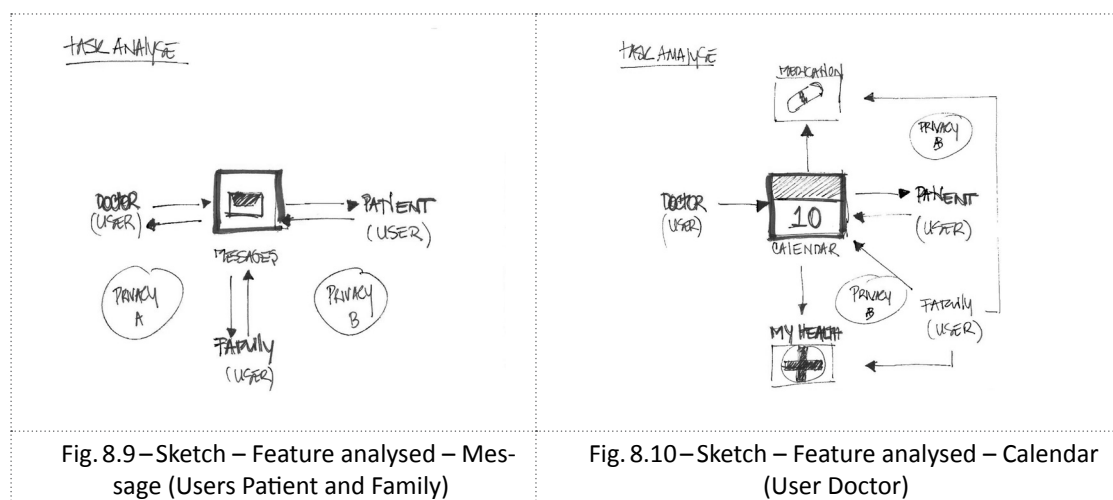 TASK ANALYSE
DOCTOR
(USER)
MESSAGES
PATIENT
(USER)
PRIVACY
A
PRIVACY
B
FAMILY
(USER)
Fig. 8.9 – Sketch – Feature analysed – Mes-
sage (Users Patient and Family)
TASK ANALYSE
MEDICATION
PRIVACY
B
DOCTOR
(USER)
10
CALENDAR
PATIENT
(USER)
PRIVACY
B
FAMILY
(USER)
MY HEALTH
Fig. 8.10 – Sketch – Feature analysed – Calendar
(User Doctor)